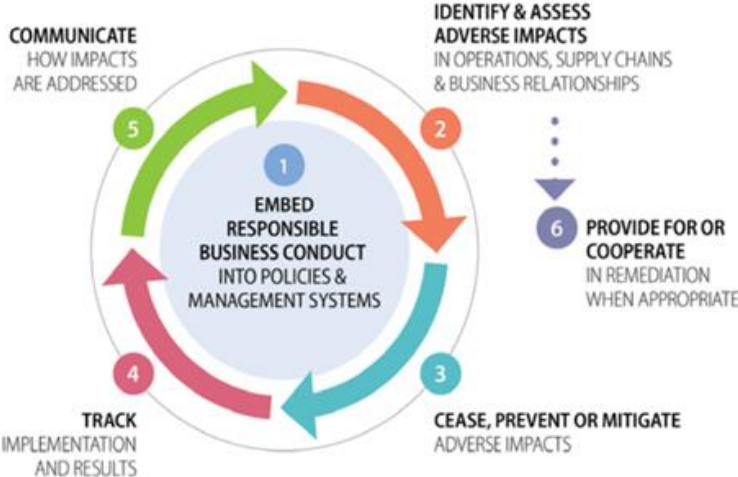 1
EMBED
RESPONSIBLE
BUSINESS CONDUCT
INTO POLICIES &
MANAGEMENT SYSTEMS
2
IDENTIFY & ASSESS
ADVERSE IMPACTS
IN OPERATIONS, SUPPLY CHAINS
& BUSINESS RELATIONSHIPS
3
CEASE, PREVENT OR MITIGATE
ADVERSE IMPACTS
4
TRACK
IMPLEMENTATION
AND RESULTS
5
COMMUNICATE
HOW IMPACTS
ARE ADDRESSED
6
PROVIDE FOR OR
COOPERATE
IN REMEDIATION
WHEN APPROPRIATE